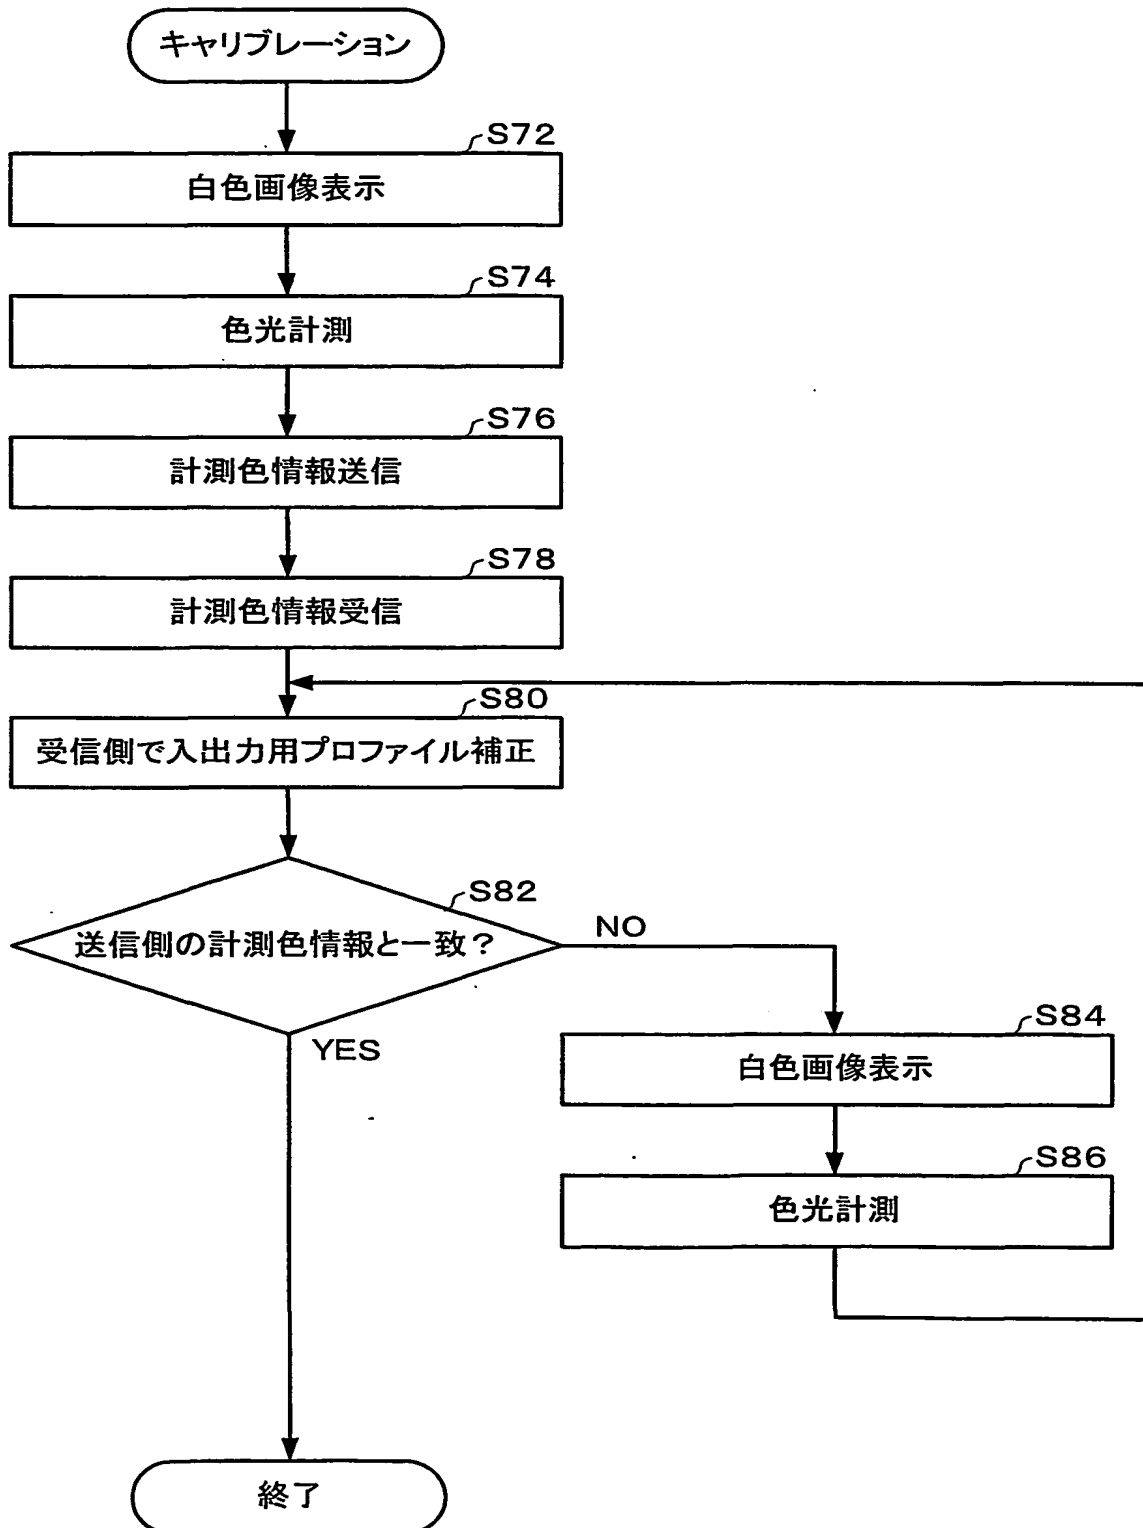 キャリブレーション
S72
白色画像表示
S74
色光計測
S76
計測色情報送信
S78
計測色情報受信
S80
受信側で入出力用プロファイル補正
S82
送信側の計測色情報と一致？
NO
YES
S84
白色画像表示
S86
色光計測
終了